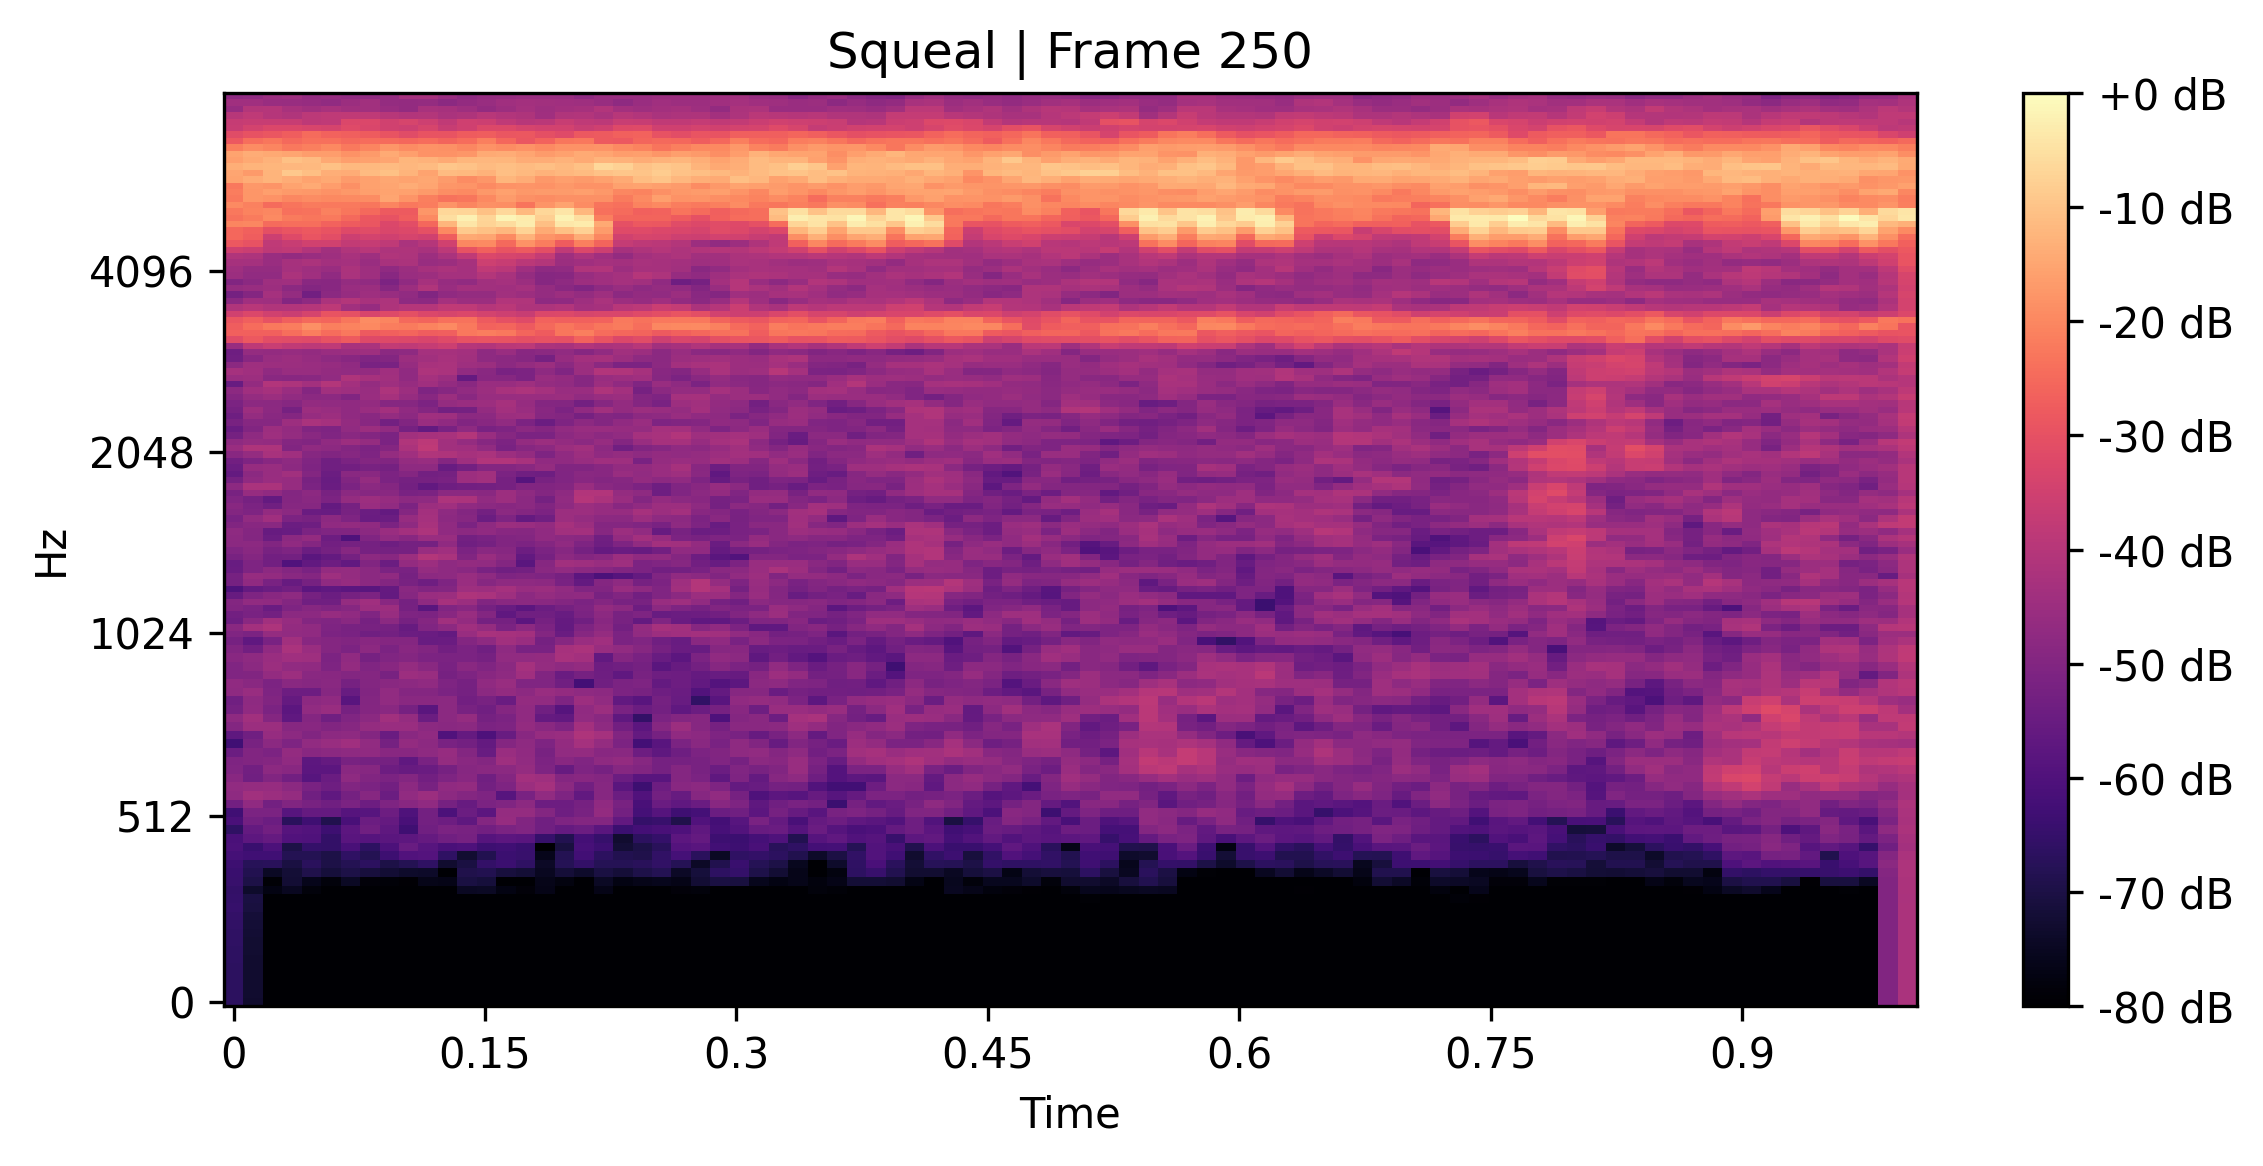 Squeal | Frame 250
+0 dB
-10 dB
-20 dB
-30 dB
-40 dB
-50 dB
-60 dB
-70 dB
-80 dB
Hz
4096
2048
1024
512
0
0 0.15 0.3 0.45 0.6 0.75 0.9
Time